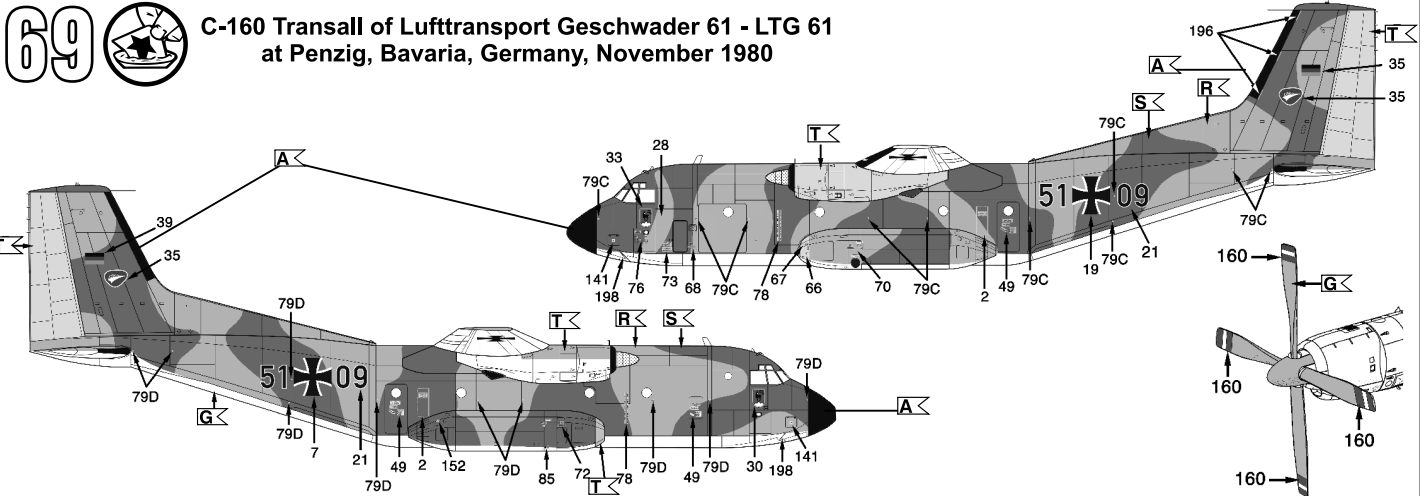 69
C-160 Transall of Lufttransport Geschwader 61 - LTG 61
at Penzig, Bavaria, Germany, November 1980
196
T
A
35
35
R
S
79C
T
28
33
79C
A
51 09
141
198
76
73
68
79C
78
67
66
70
79C
2
49
79C
19
79C
21
79C
T
39
35
79D
T
R
S
79D
51 09
79D
G
79D
7
21
79D
49
2
152
79D
85
72
T
78
79D
49
79D
30
198
141
A
160
G
160
160
160